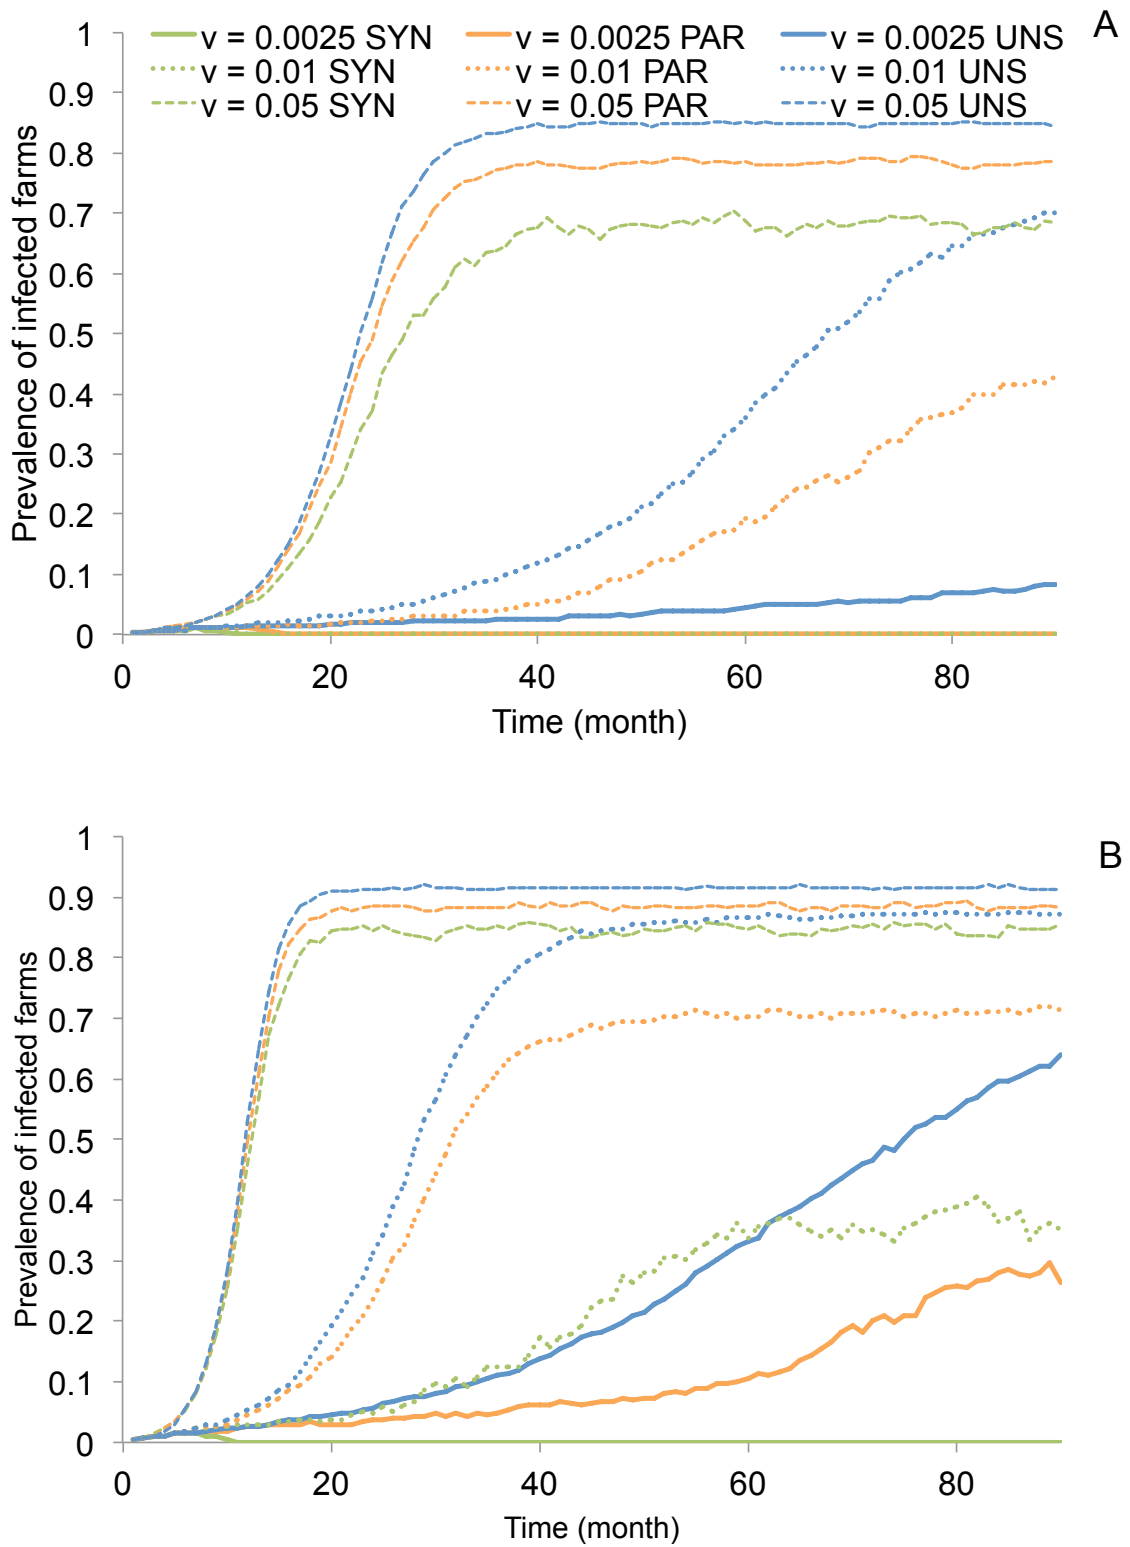 A
v = 0.0025 SYN v = 0.0025 PAR v = 0.0025 UNS
v = 0.01 SYN v = 0.01 PAR v = 0.01 UNS
v = 0.05 SYN v = 0.05 PAR v = 0.05 UNS
Prevalence of infected farms
1
0.9
0.8
0.7
0.6
0.5
0.4
0.3
0.2
0.1
0
0 20 40 60 80
Time (month)
B
Prevalence of infected farms
1
0.9
0.8
0.7
0.6
0.5
0.4
0.3
0.2
0.1
0
0 20 40 60 80
Time (month)